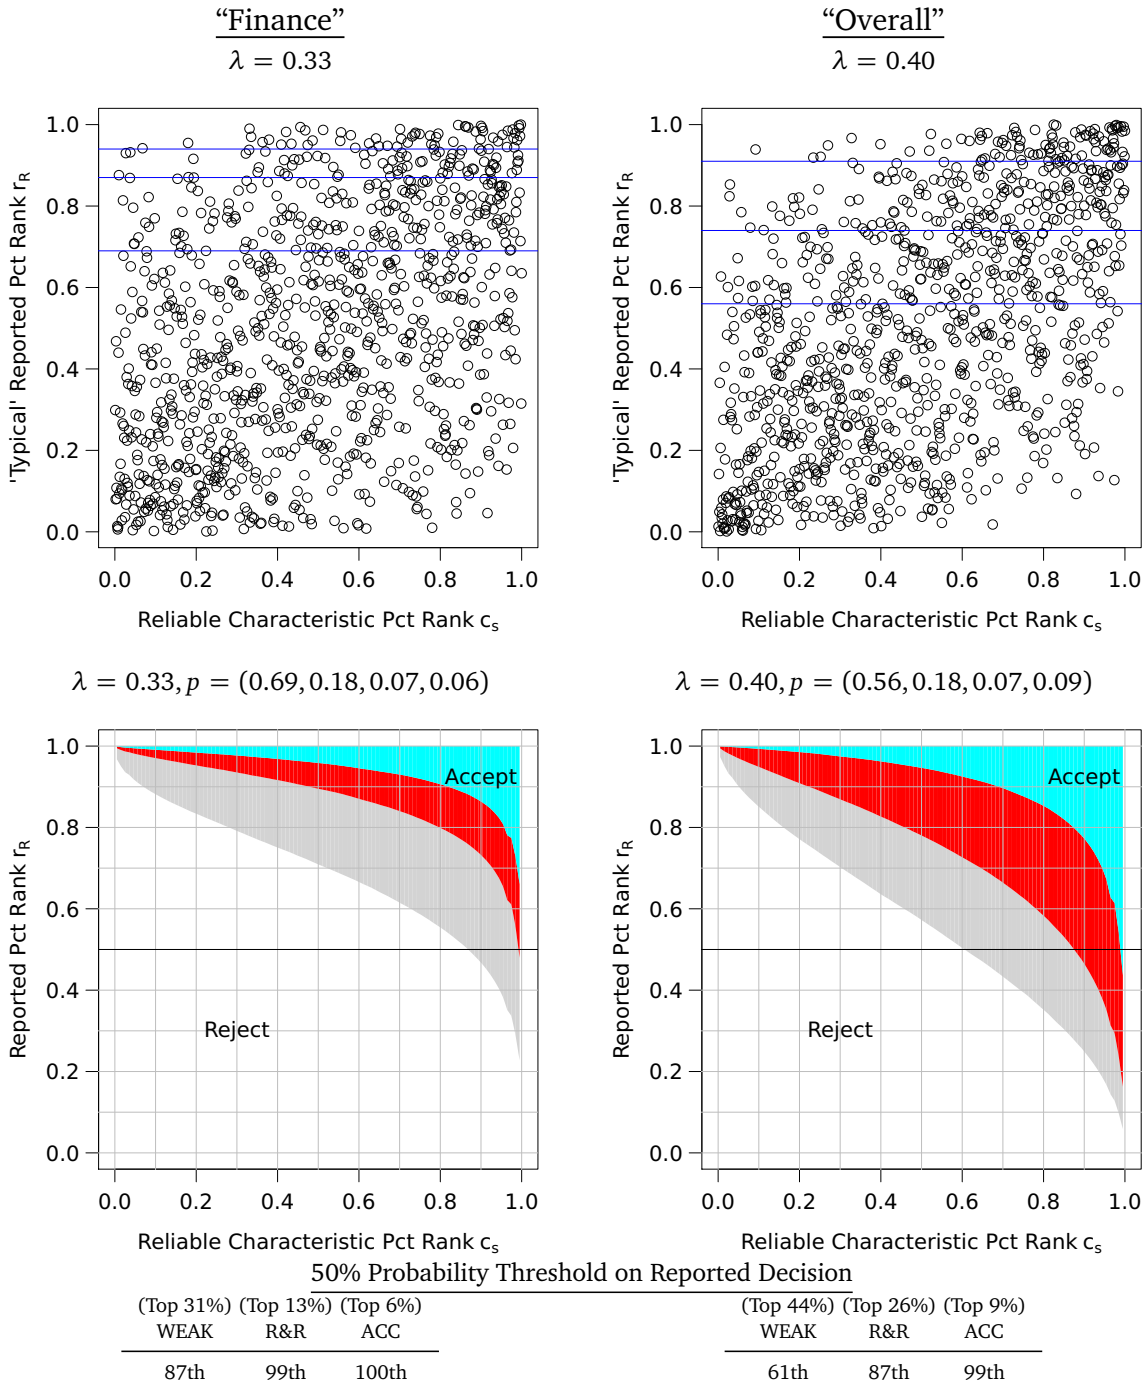 “Finance”
“Overall”
λ = 0.33
λ = 0.40
'Typical' Reported Pct Rank rR
1.0
0.8
0.6
0.4
0.2
0.0
0.0 0.2 0.4 0.6 0.8 1.0
Reliable Characteristic Pct Rank cs
'Typical' Reported Pct Rank rR
1.0
0.8
0.6
0.4
0.2
0.0
0.0 0.2 0.4 0.6 0.8 1.0
Reliable Characteristic Pct Rank cs
λ = 0.33, p = (0.69, 0.18, 0.07, 0.06)
λ = 0.40, p = (0.56, 0.18, 0.07, 0.09)
Reported Pct Rank rR
1.0
0.8
0.6
0.4
0.2
0.0
Accept
Reject
0.0 0.2 0.4 0.6 0.8 1.0
Reliable Characteristic Pct Rank cs
Reported Pct Rank rR
1.0
0.8
0.6
0.4
0.2
0.0
Accept
Reject
0.0 0.2 0.4 0.6 0.8 1.0
Reliable Characteristic Pct Rank cs
50% Probability Threshold on Reported Decision
(Top 31%) (Top 13%) (Top 6%)
WEAK R&R ACC
87th 99th 100th
(Top 44%) (Top 26%) (Top 9%)
WEAK R&R ACC
61th 87th 99th